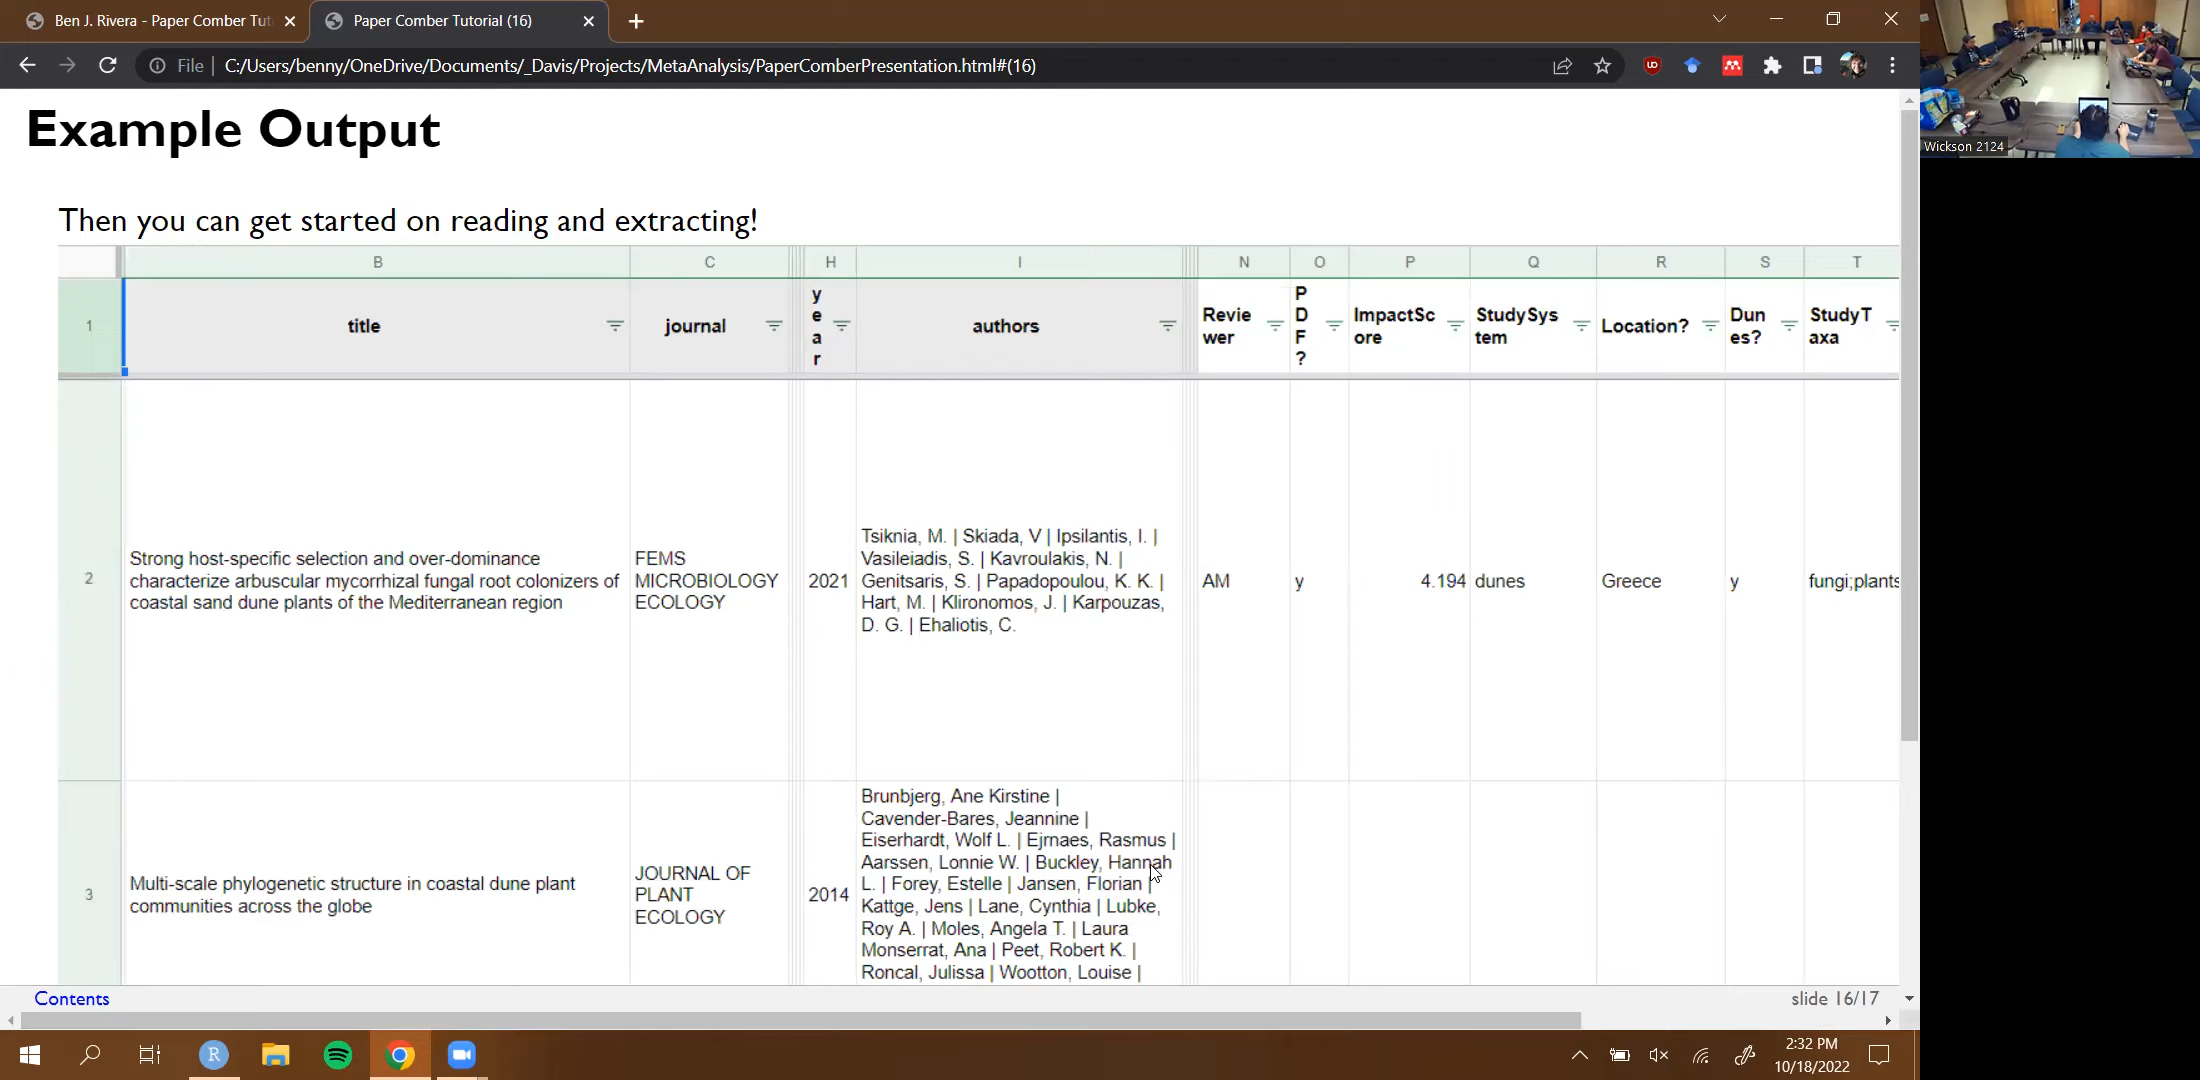 Ben J. Rivera - Paper Comber Tut
Paper Comber Tutorial (16)
File
C:/Users/benny/OneDrive/Documents/_Davis/Projects/MetaAnalysis/PaperComberPresentation.html#(16)
Wickson 2124
Example Output
Then you can get started on reading and extracting!
B C H I N O P Q R S T
1
title
journal
y
e
a
r
authors
Revie
wer
P
D
F
?
ImpactSc
ore
StudySys
tem
Location?
Dun
es?
StudyT
axa
2
Strong host-specific selection and over-dominance
characterize arbuscular mycorrhizal fungal root colonizers of
coastal sand dune plants of the Mediterranean region
FEMS
MICROBIOLOGY
ECOLOGY
2021
Tsiknia, M. | Skiada, V | Ipsilantis, I. |
Vasileiadis, S. | Kavroulakis, N. |
Genitsaris, S. | Papadopoulou, K. K. |
Hart, M. | Klironomos, J. | Karpouzas,
D. G. | Ehaliotis, C.
AM
y
4.194
dunes
Greece
y
fungi;plants
3
Multi-scale phylogenetic structure in coastal dune plant
communities across the globe
JOURNAL OF
PLANT
ECOLOGY
2014
Brunbjerg, Ane Kirstine |
Cavender-Bares, Jeannine |
Eiserhardt, Wolf L. | Ejrnaes, Rasmus |
Aarssen, Lonnie W. | Buckley, Hannah
L. | Forey, Estelle | Jansen, Florian |
Kattge, Jens | Lane, Cynthia | Lubke,
Roy A. | Moles, Angela T. | Laura
Monserrat, Ana | Peet, Robert K. |
Roncal, Julissa | Wootton, Louise |
Contents
slide 16/17
R
2:32 PM
10/18/2022